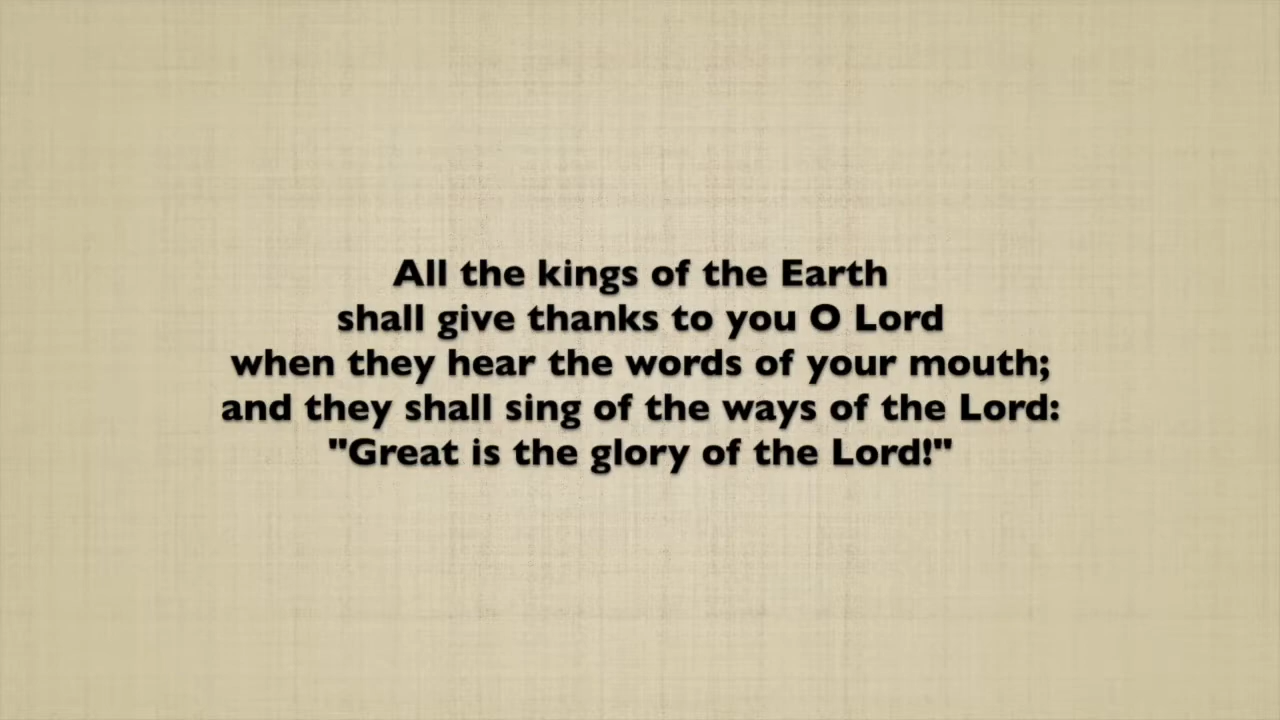 All the kings of the Earth
shall give thanks to you O Lord
when they hear the words of your mouth;
and they shall sing of the ways of the Lord:
"Great is the glory of the Lord!"